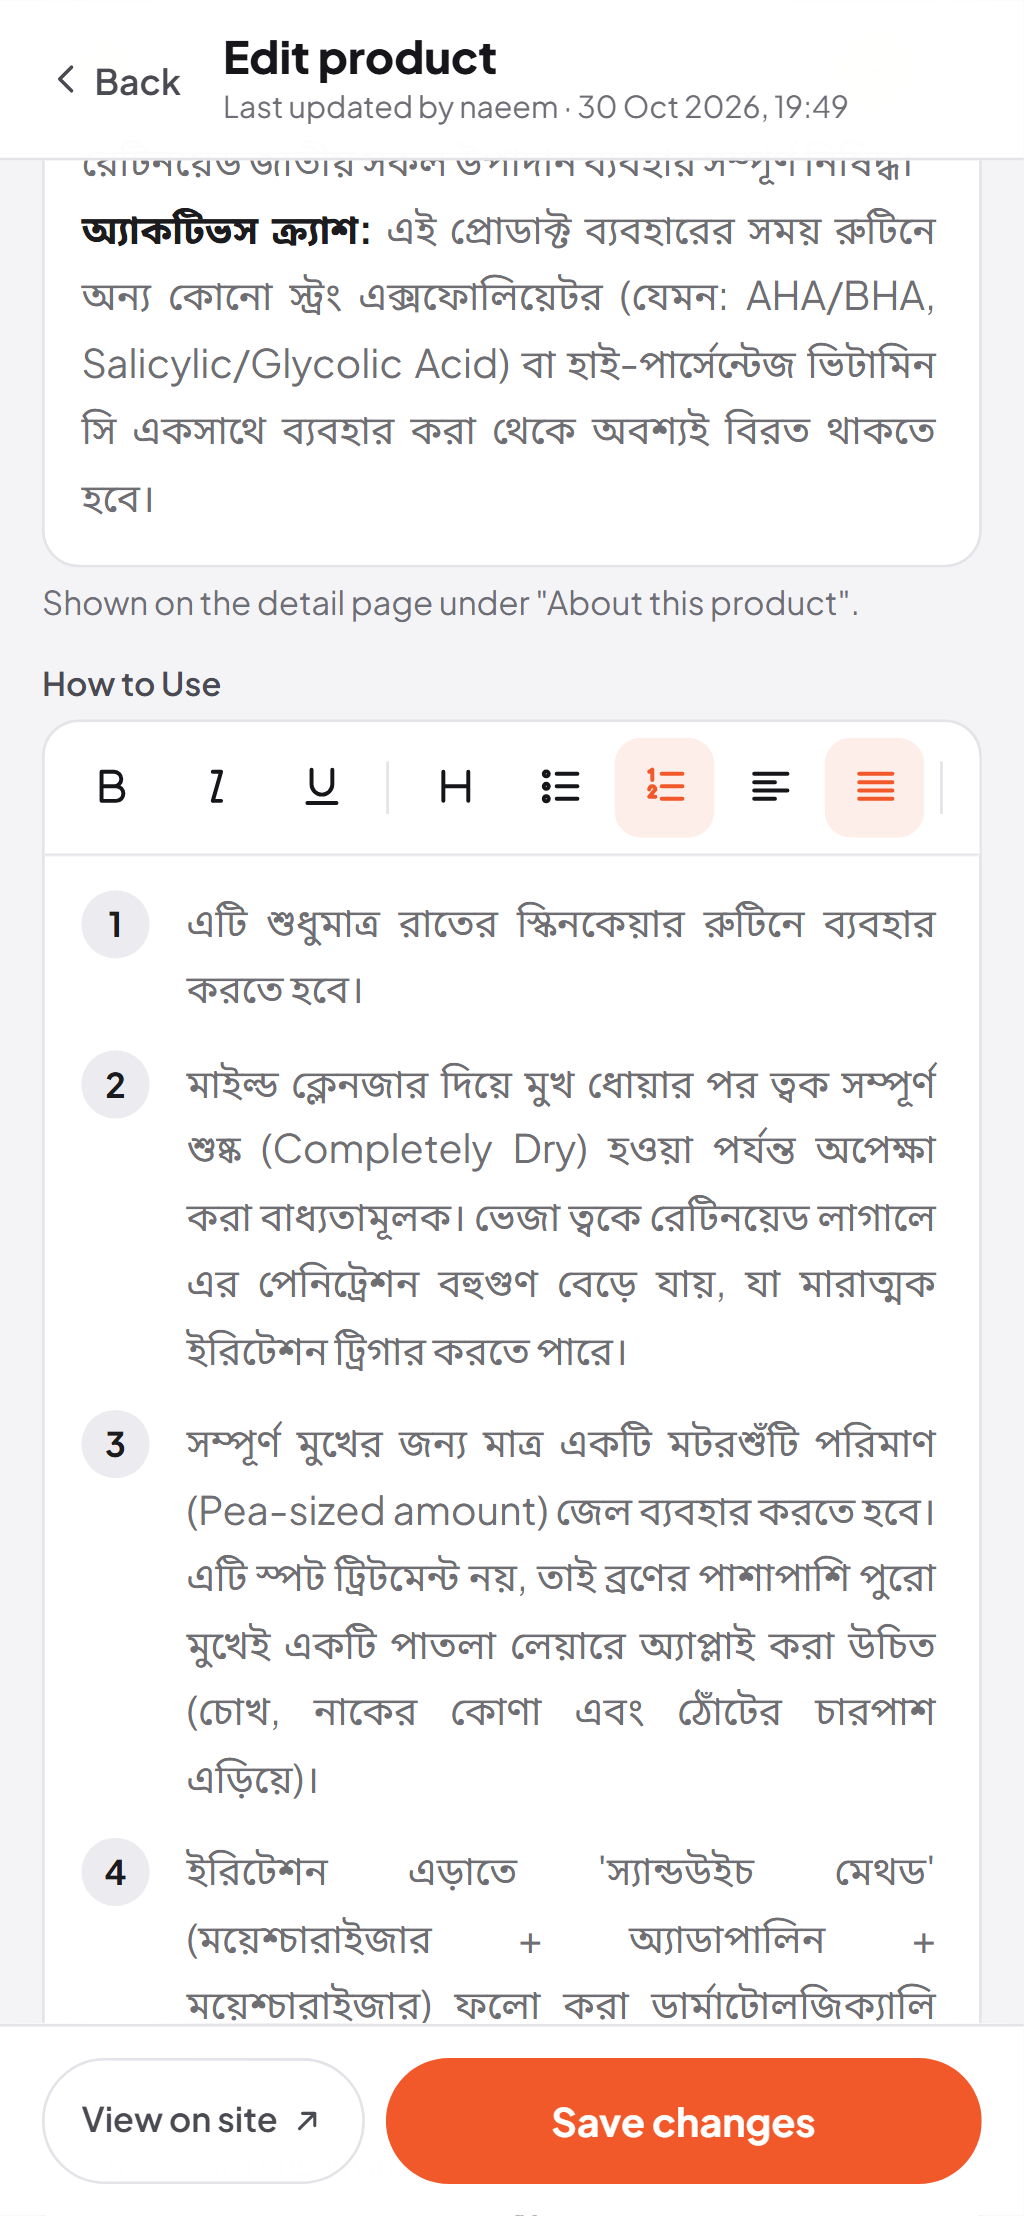 Back
Edit product
Last updated by naeem · 30 Oct 2026, 19:49
রেটিনয়েড জাতীয় সকল উপাদান ব্যবহার সম্পূর্ণ নিষিদ্ধ।
অ্যাকটিভস ক্র্যাশ: এই প্রোডাক্ট ব্যবহারের সময় রুটিনে
অন্য কোনো স্ট্রং এক্সফোলিয়েটর (যেমন: AHA/BHA,
Salicylic/Glycolic Acid) বা হাই-পার্সেন্টেজ ভিটামিন
সি একসাথে ব্যবহার করা থেকে অবশ্যই বিরত থাকতে
হবে।
Shown on the detail page under "About this product".
How to Use
B I U H
1 এটি শুধুমাত্র রাতের স্কিনকেয়ার রুটিনে ব্যবহার
করতে হবে।
2 মাইল্ড ক্লেনজার দিয়ে মুখ ধোয়ার পর ত্বক সম্পূর্ণ
শুষ্ক (Completely Dry) হওয়া পর্যন্ত অপেক্ষা
করা বাধ্যতামূলক। ভেজা ত্বকে রেটিনয়েড লাগালে
এর পেনিট্রেশন বহুগুণ বেড়ে যায়, যা মারাত্মক
ইরিটেশন ট্রিগার করতে পারে।
3 সম্পূর্ণ মুখের জন্য মাত্র একটি মটরশুঁটি পরিমাণ
(Pea-sized amount) জেল ব্যবহার করতে হবে।
এটি স্পট ট্রিটমেন্ট নয়, তাই ব্রণের পাশাপাশি পুরো
মুখেই একটি পাতলা লেয়ারে অ্যাপ্লাই করা উচিত
(চোখ, নাকের কোণা এবং ঠোঁটের চারপাশ
এড়িয়ে)।
4 ইরিটেশন এড়াতে 'স্যান্ডউইচ মেথড'
(ময়েশ্চারাইজার + অ্যাডাপালিন +
ময়েশ্চারাইজার) ফলো করা ডার্মাটোলজিক্যালি
View on site
Save changes